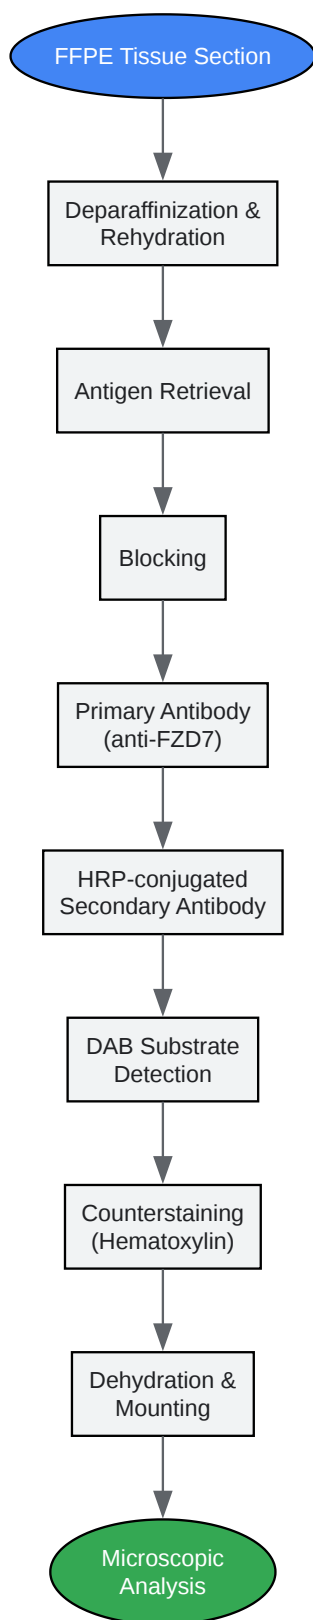 FFPE Tissue Section
Deparaffinization &
Rehydration
Antigen Retrieval
Blocking
Primary Antibody
(anti-FZD7)
HRP-conjugated
Secondary Antibody
DAB Substrate
Detection
Counterstaining
(Hematoxylin)
Dehydration &
Mounting
Microscopic
Analysis